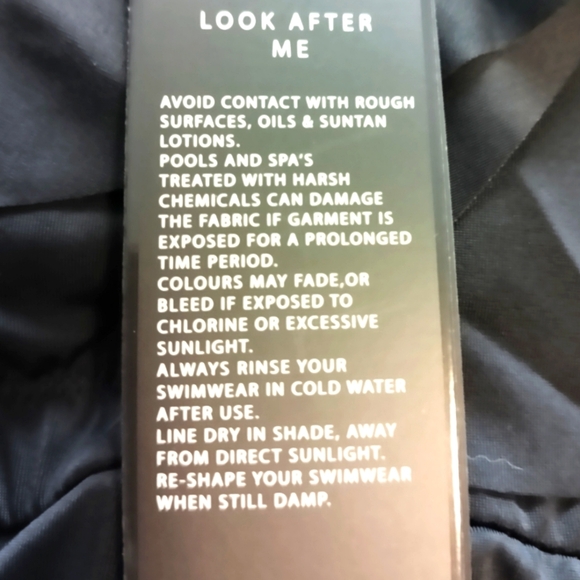 LOOK AFTER
ME
AVOID CONTACT WITH ROUGH
SURFACES, OILS & SUNTAN
LOTIONS.
POOLS AND SPA'S
TREATED WITH HARSH
CHEMICALS CAN DAMAGE
THE FABRIC IF GARMENT IS
EXPOSED FOR A PROLONGED
TIME PERIOD.
COLOURS MAY FADE,OR
BLEED IF EXPOSED TO
CHLORINE OR EXCESSIVE
SUNLIGHT.
ALWAYS RINSE YOUR
SWIMWEAR IN COLD WATER
AFTER USE.
LINE DRY IN SHADE, AWAY
FROM DIRECT SUNLIGHT.
RE-SHAPE YOUR SWIMWEAR
WHEN STILL DAMP.